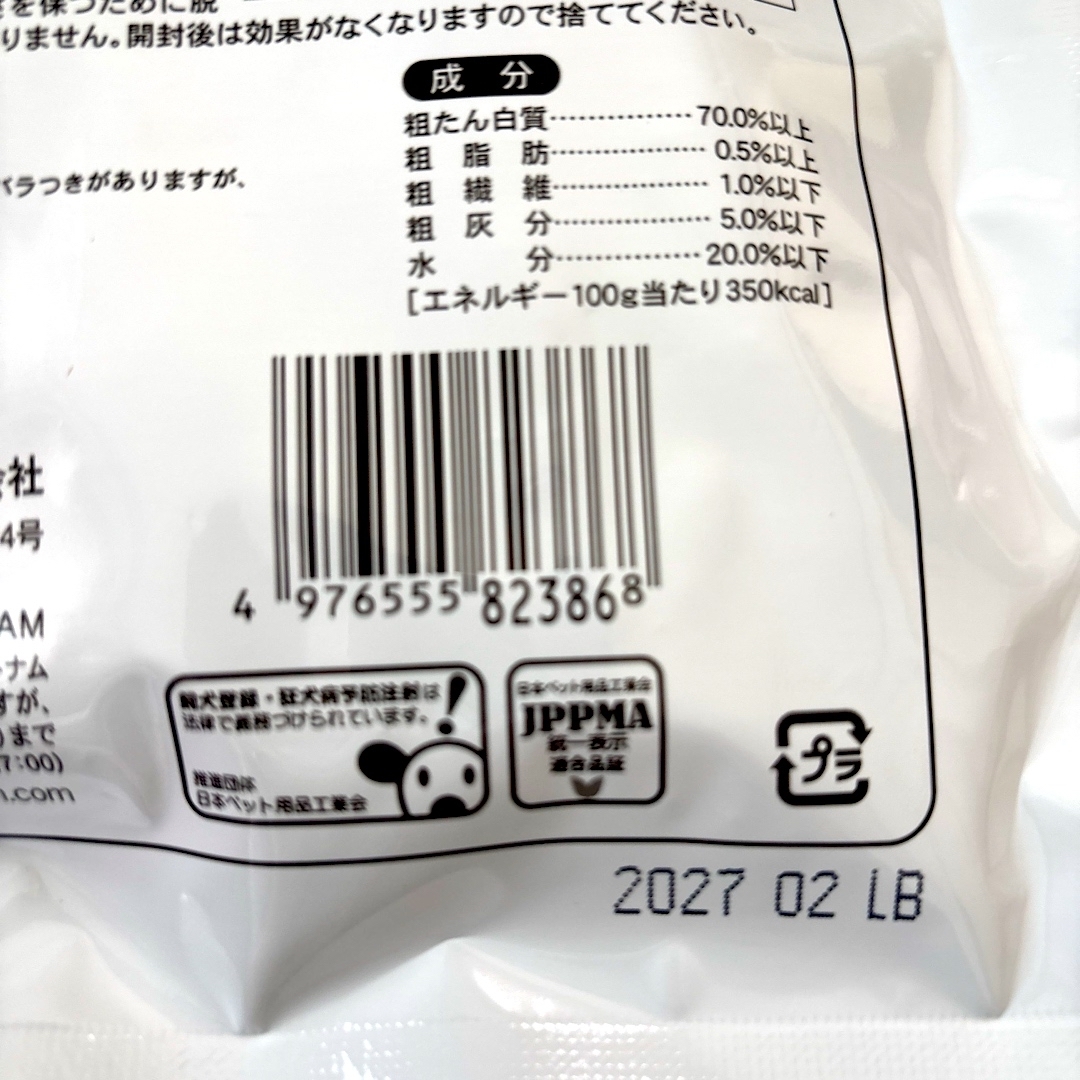 を保つために脱
りません。開封後は効果がなくなりますので捨ててください。
成分
粗たん白質……………70.0%以上
粗脂肪……………0.5%以上
粗繊維……………1.0%以下
粗灰分……………5.0%以下
水分……………20.0%以下
[エネルギー100g当たり350kcal]
バラつきがありますが、
会社
4号
AM
トナム
すが、
)まで
7:00)
n.com
4 976555 823868
飼犬登録・狂犬病予防注射は
法律で義務づけられています。
推進団体
日本ペット用品工業会
日本ペット用品工業会
JPPMA
統一表示
適合品証
プラ
2027 02 LB